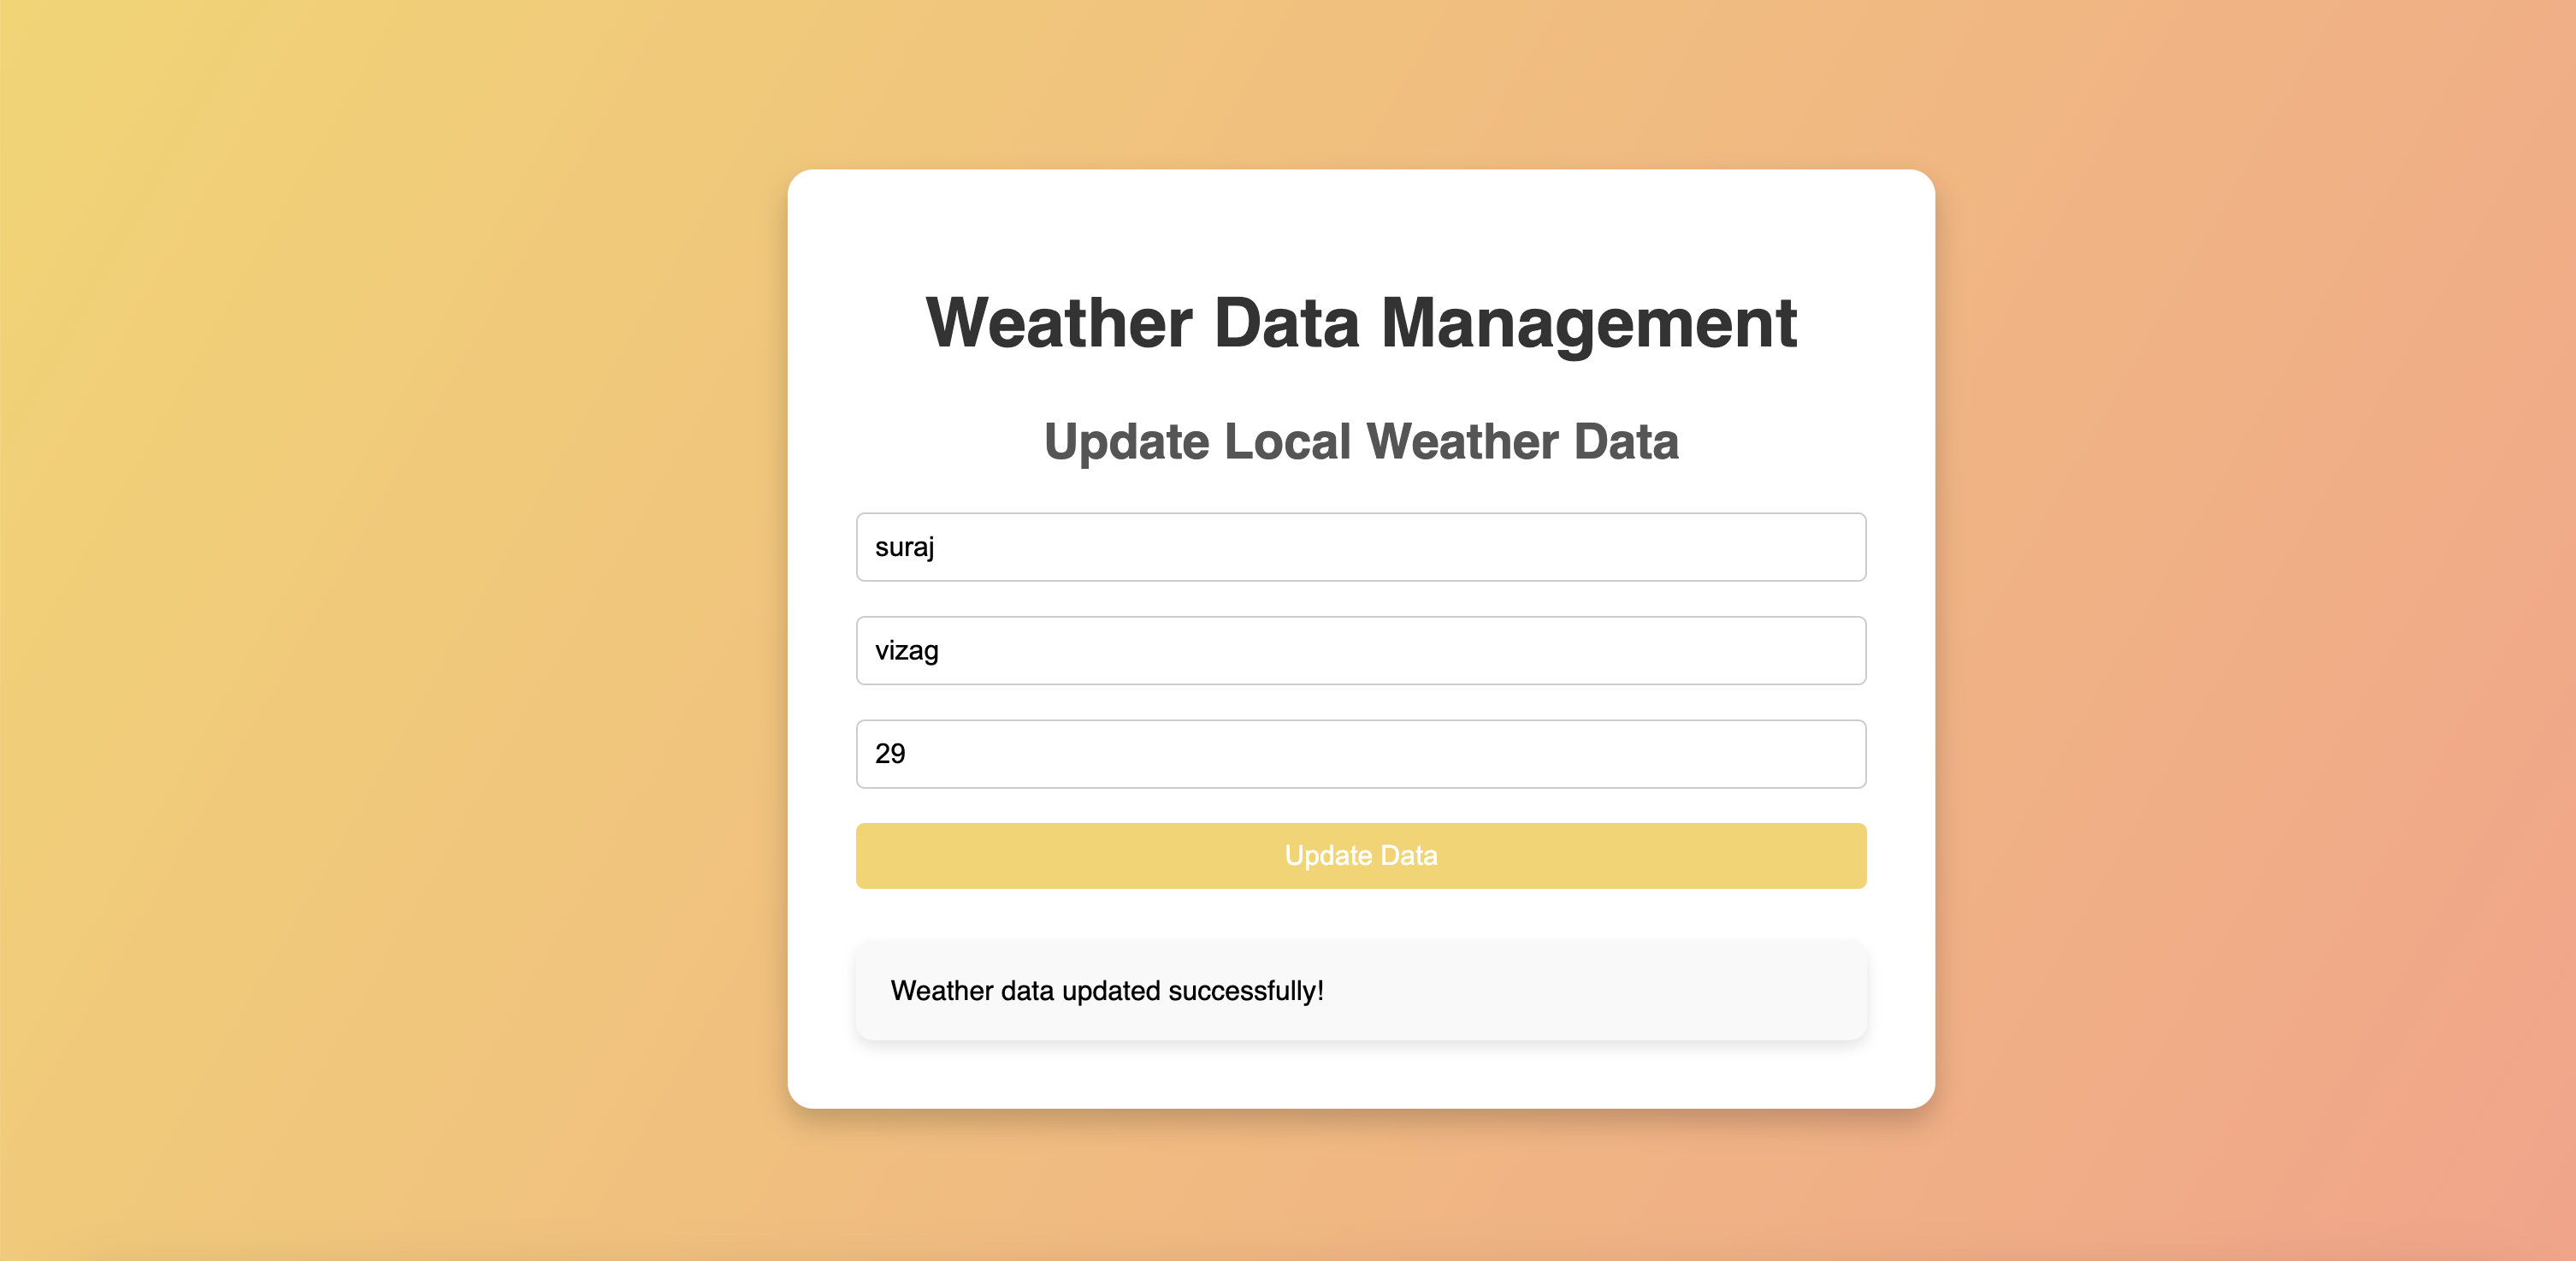 Weather Data Management
Update Local Weather Data
suraj
vizag
29
Update Data
Weather data updated successfully!